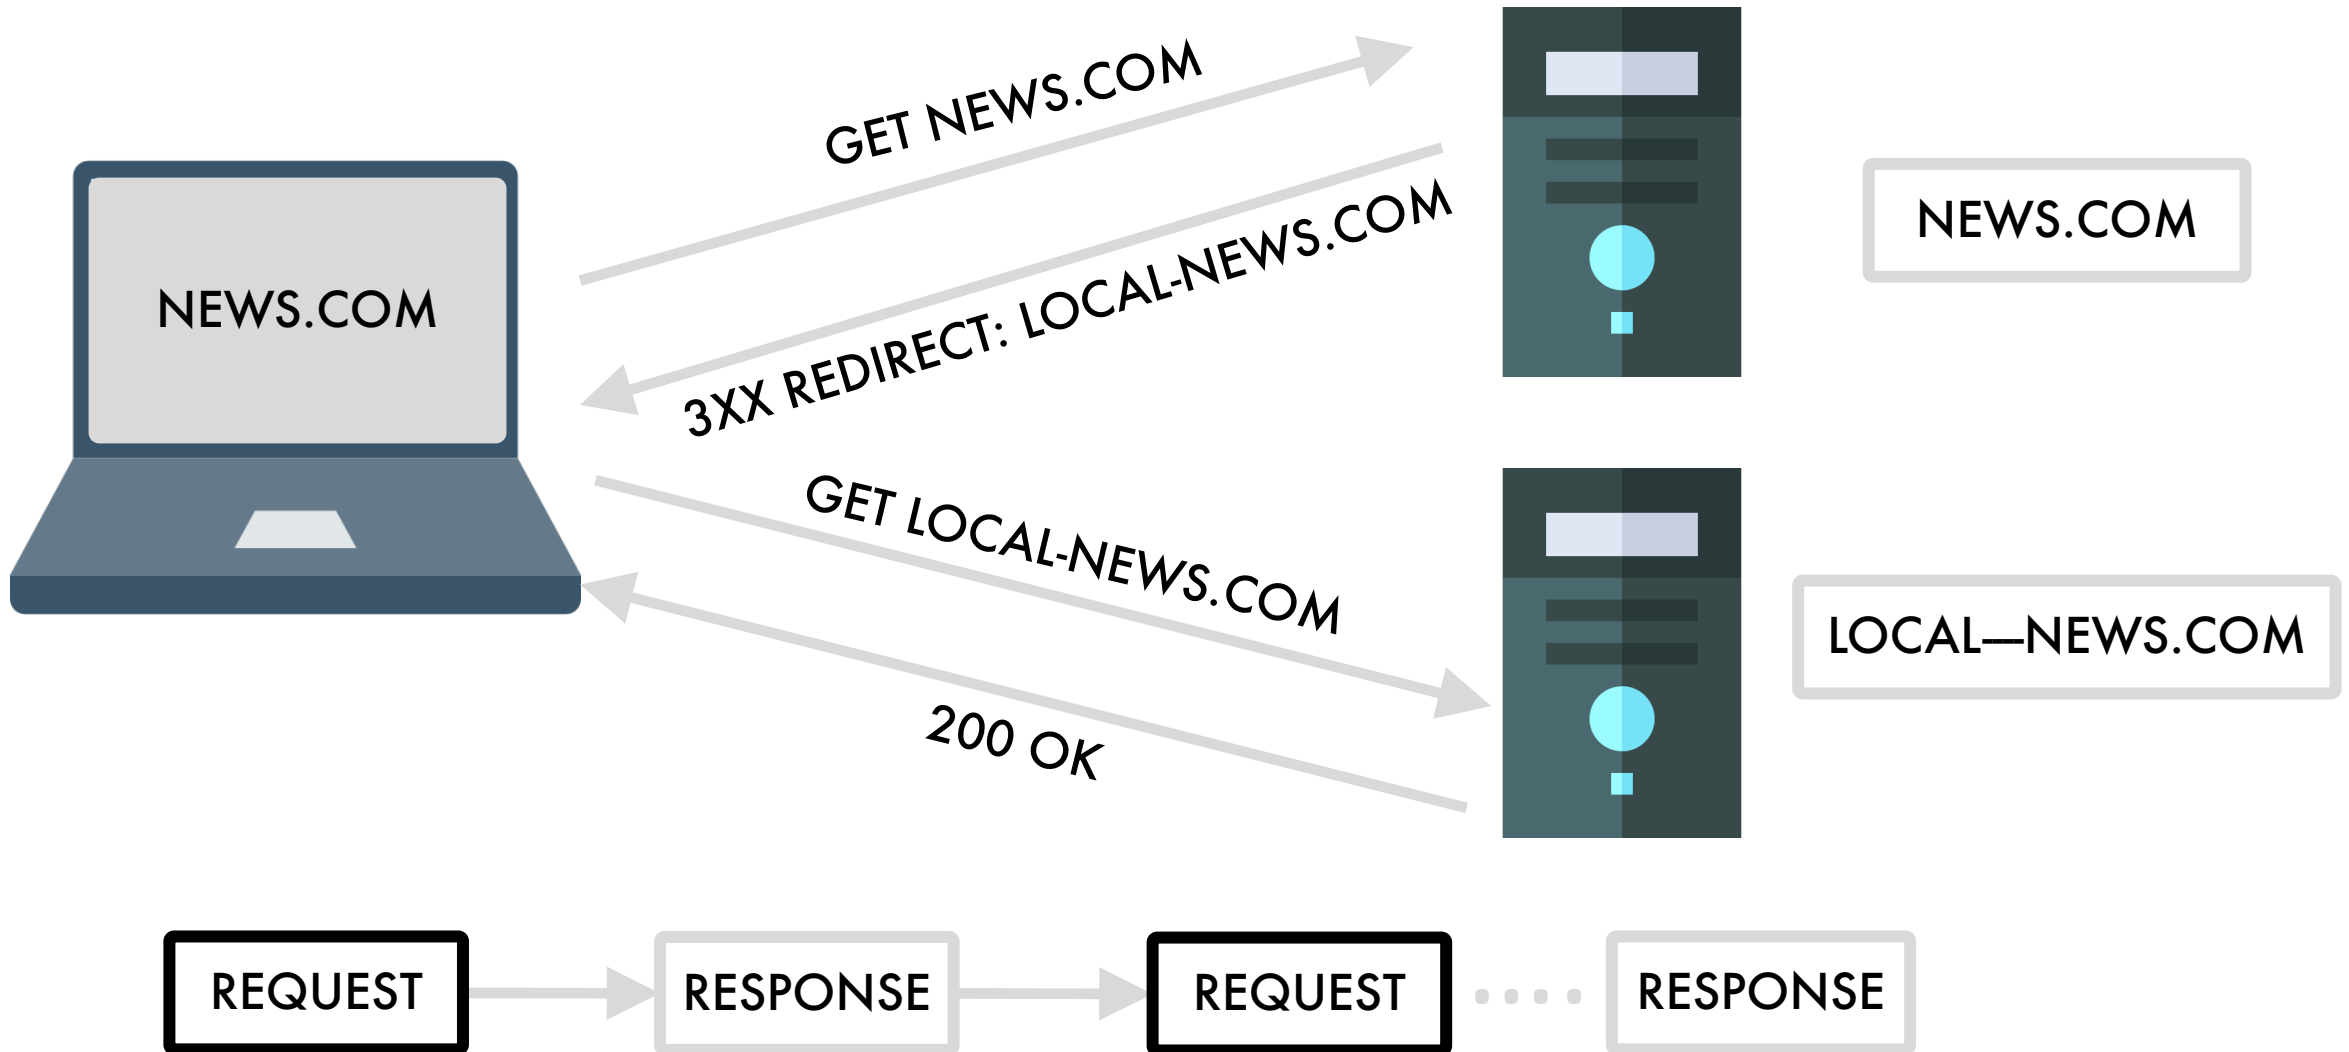 GET NEWS.COM
NEWS.COM
3XX REDIRECT: LOCAL-NEWS.COM
NEWS.COM
GET LOCAL-NEWS.COM
LOCAL—NEWS.COM
200 OK
REQUEST
RESPONSE
REQUEST
....
RESPONSE